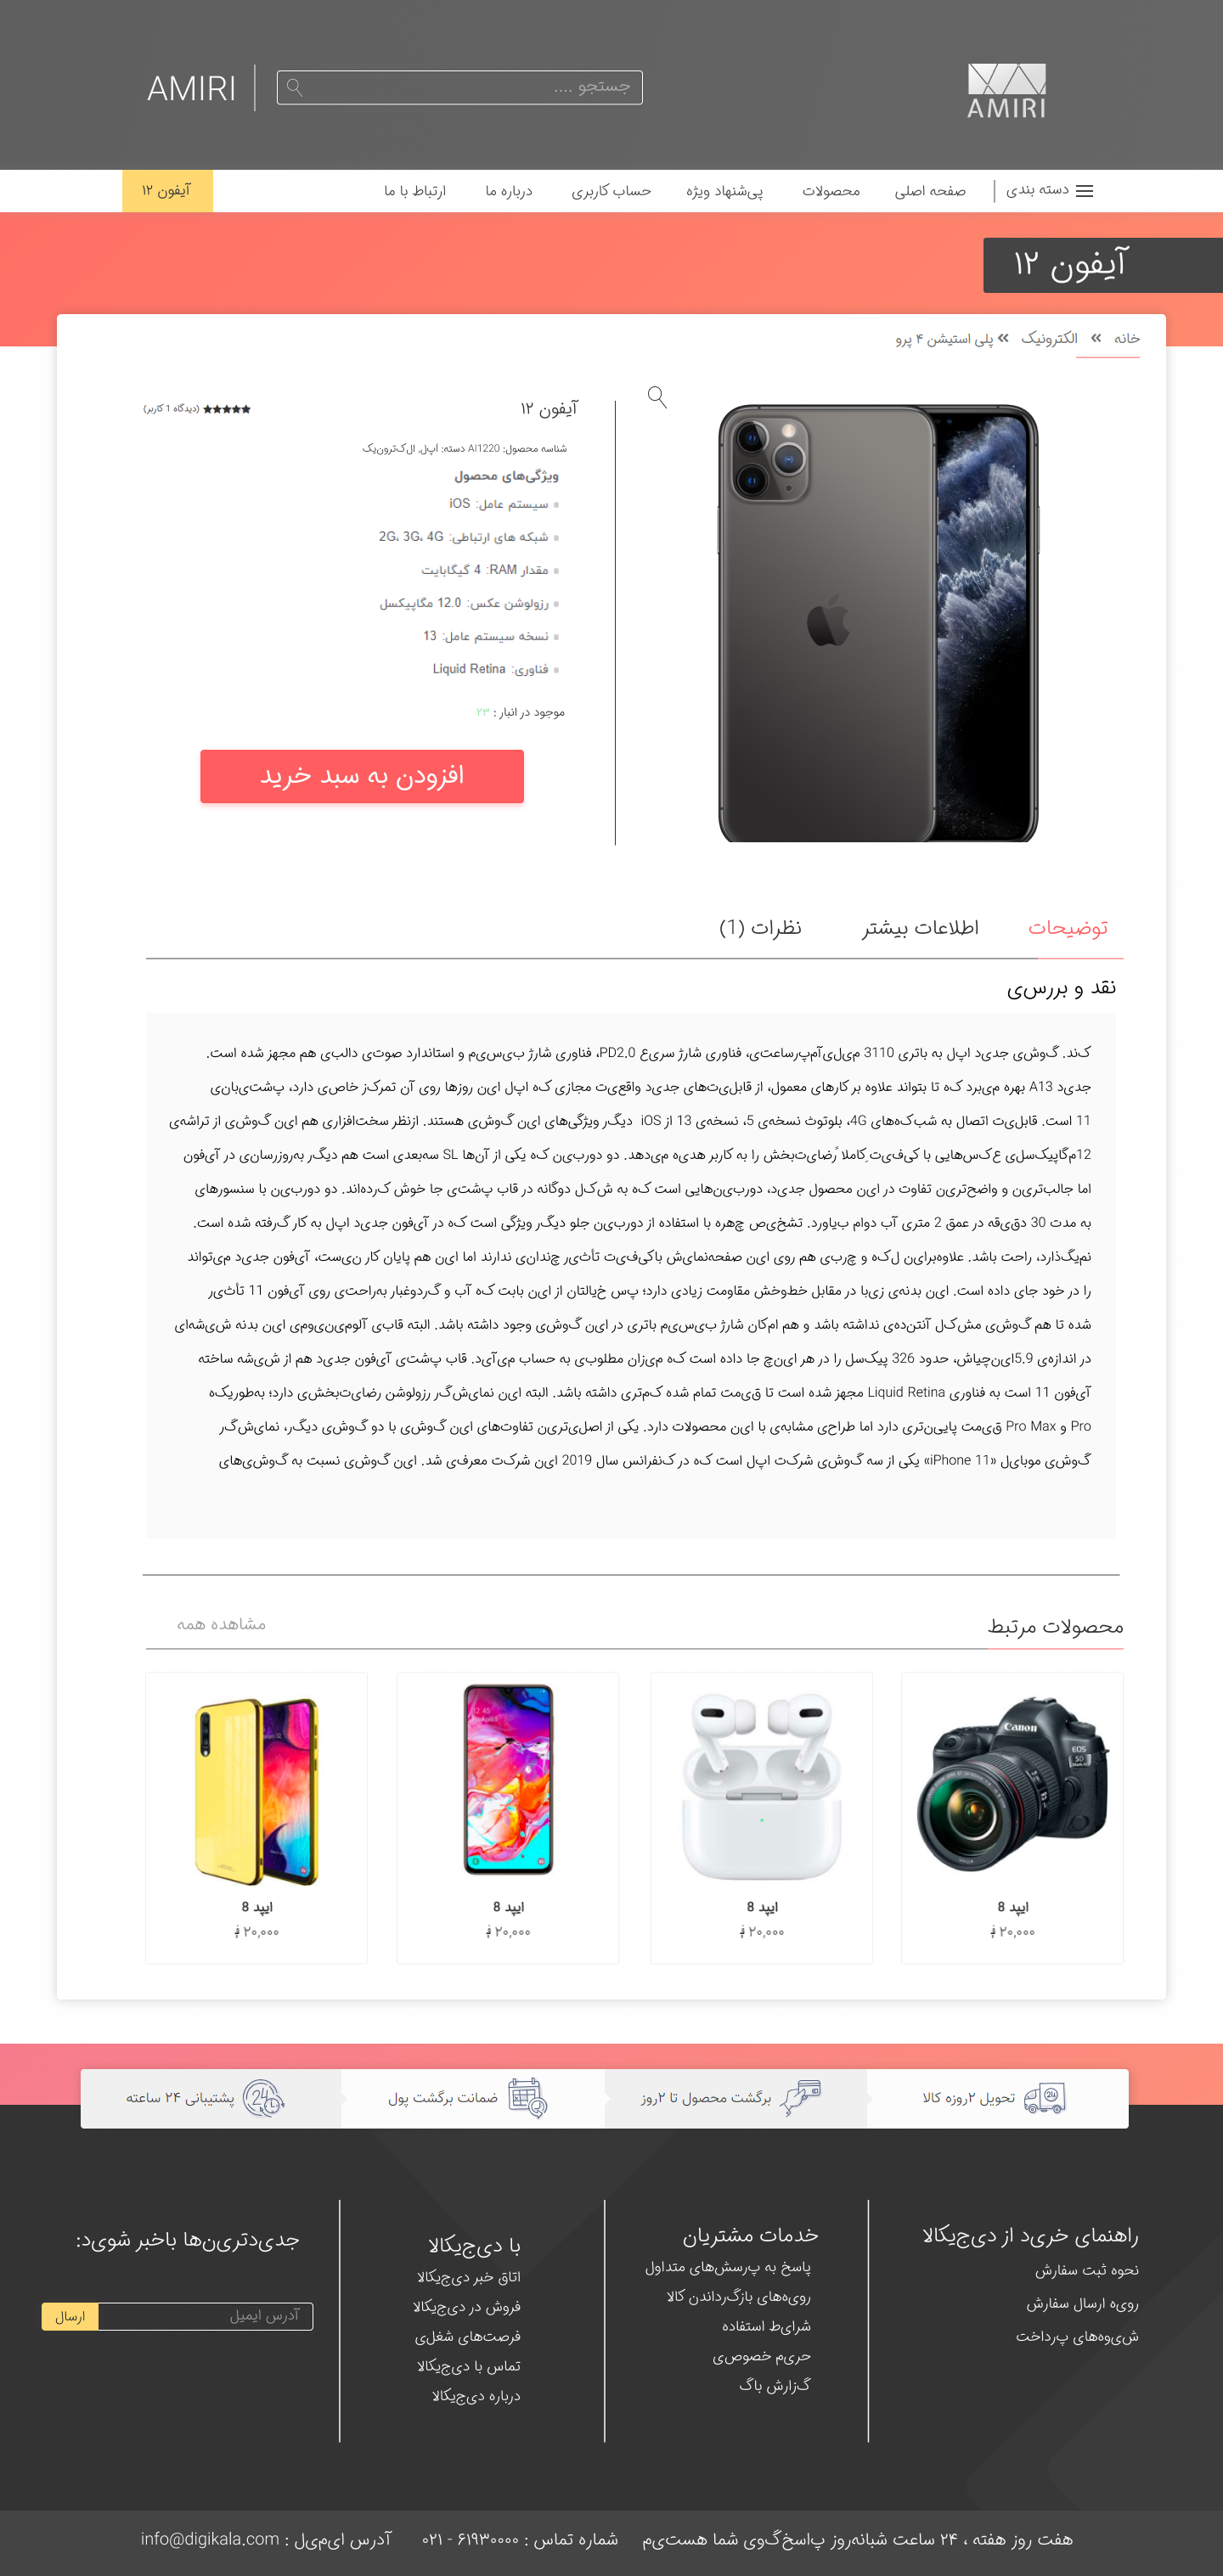 AMIRI
جستجو ....
AMIRI
دسته بندی
صفحه اصلی
محصولات
پیشنهاد ویژه
حساب کاربری
درباره ما
ارتباط با ما
آیفون ۱۲
آیفون ۱۲
خانه » الکترونیک » پلی استیشن ۴ پرو
آیفون ۱۲
(دیدگاه 1 کاربر)
شناسه محصول: AI1220 دسته: اپل, الکترونیک
ویژگی‌های محصول
سیستم عامل: iOS
شبکه های ارتباطی: 2G، 3G، 4G
مقدار RAM: 4 گیگابایت
رزولوشن عکس: 12.0 مگاپیکسل
نسخه سیستم عامل: 13
فناوری: Liquid Retina
موجود در انبار : ۲۳
افزودن به سبد خرید
توضیحات
اطلاعات بیشتر
نظرات (1)
نقد و بررسی
کند. گوشی جدید اپل به باتری 3110 میلی‌آمپرساعتی، فناوری شارژ سریع PD2.0، فناوری شارژ بی‌سیم و استاندارد صوتی دالبی هم مجهز شده است.
جدید A13 بهره می‌برد که تا بتواند علاوه بر کارهای معمول، از قابلیت‌های جدید واقعیت مجازی که اپل این روزها روی آن تمرکز خاصی دارد، پشتیبانی
11 است. قابلیت اتصال به شبکه‌های 4G، بلوتوث نسخه‌ی 5، نسخه‌ی 13 از iOS دیگر ویژگی‌های این گوشی هستند. ازنظر سخت‌افزاری هم این گوشی از تراشه‌ی
12مگاپیکسلی عکس‌هایی با کیفیت ِکاملا ًرضایت‌بخش را به کاربر هدیه می‌دهد. دو دوربین که یکی از آن‌ها SL سه‌بعدی است هم دیگر به‌روزرسانی در آیفون
اما جالب‌ترین و واضح‌ترین تفاوت در این محصول جدید، دوربین‌هایی است که به شکل دوگانه در قاب پشتی جا خوش کرده‌اند. دو دوربین با سنسورهای
به مدت 30 دقیقه در عمق 2 متری آب دوام بیاورد. تشخیص چهره با استفاده از دوربین جلو دیگر ویژگی است که در آیفون جدید اپل به کار گرفته شده است.
نمی‌گذارد، راحت باشد. علاوه‌براین لکه و چربی هم روی این صفحه‌نمایش باکیفیت تأثیر چندانی ندارند اما این هم پایان کار نیست، آیفون جدید می‌تواند
را در خود جای داده است. این بدنه‌ی زیبا در مقابل خط‌وخش مقاومت زیادی دارد؛ پس خیالتان از این بابت که آب و گردوغبار به‌راحتی روی آیفون 11 تأثیر
شده تا هم گوشی مشکل آنتن‌دهی نداشته باشد و هم امکان شارژ بی‌سیم باتری در این گوشی وجود داشته باشد. البته قابی آلومینیومی این بدنه شیشه‌ای
در اندازه‌ی 5.9اینچی‌اش، حدود 326 پیکسل را در هر اینچ جا داده است که میزان مطلوبی به حساب می‌آید. قاب پشتی آیفون جدید هم از شیشه ساخته
آیفون 11 است به فناوری Liquid Retina مجهز شده است تا قیمت تمام شده کمتری داشته باشد. البته این نمایش‌گر رزولوشن رضایت‌بخشی دارد؛ به‌طوریکه
Pro و Pro Max قیمت پایین‌تری دارد اما طراحی مشابه‌ی با این محصولات دارد. یکی از اصلی‌ترین تفاوت‌های این گوشی با دو گوشی دیگر، نمایش‌گر
گوشی موبایل «iPhone 11» یکی از سه گوشی شرکت اپل است که در کنفرانس سال 2019 این شرکت معرفی شد. این گوشی نسبت به گوشی‌های
محصولات مرتبط
مشاهده همه
Canon
EOS
5D
ایپد 8
۲۰,۰۰۰
ایپد 8
۲۰,۰۰۰
12:45
ایپد 8
۲۰,۰۰۰
ایپد 8
۲۰,۰۰۰
تحویل ۲روزه کالا
برگشت محصول تا ۲روز
ضمانت برگشت پول
پشتیبانی ۲۴ ساعته
راهنمای خرید از دیجیکالا
نحوه ثبت سفارش
رویه ارسال سفارش
شیوه‌های پرداخت
خدمات مشتریان
پاسخ به پرسش‌های متداول
رویه‌های بازگرداندن کالا
شرایط استفاده
حریم خصوصی
گزارش باگ
با دیجیکالا
اتاق خبر دیجیکالا
فروش در دیجیکالا
فرصت‌های شغلی
تماس با دیجیکالا
درباره دیجیکالا
جدیدترین‌ها باخبر شوید:
آدرس ایمیل
ارسال
هفت روز هفته ، ۲۴ ساعت شبانه‌روز پاسخ‌گوی شما هستیم
شماره تماس : ۶۱۹۳۰۰۰۰ - ۰۲۱
آدرس ایمیل : info@digikala.com